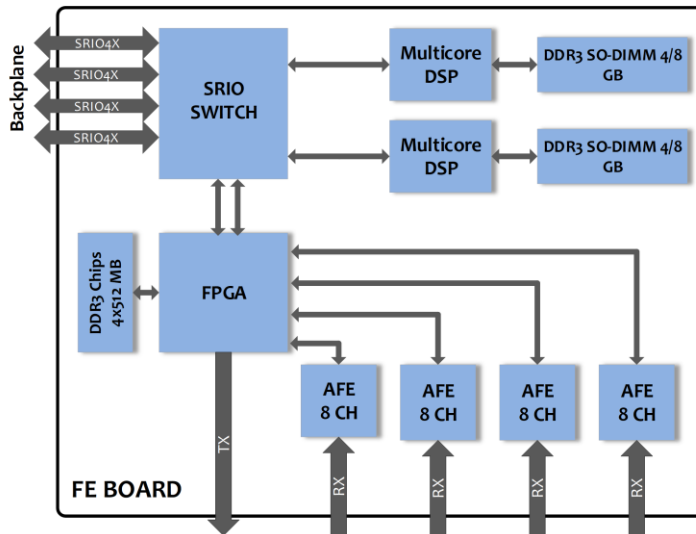 Backplane
SRIO4X
SRIO4X
SRIO4X
SRIO4X
SRIO
SWITCH
Multicore
DSP
DDR3 SO-DIMM 4/8
GB
Multicore
DSP
DDR3 SO-DIMM 4/8
GB
DDR3 Chips
4x512 MB
FPGA
AFE
8 CH
AFE
8 CH
AFE
8 CH
AFE
8 CH
TX
RX
RX
RX
RX
FE BOARD